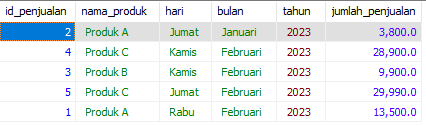 id_penjualan nama_produk hari bulan tahun jumlah_penjualan
2 Produk A Jumat Januari 2023 3,800.0
4 Produk C Kamis Februari 2023 28,900.0
3 Produk B Kamis Februari 2023 9,900.0
5 Produk C Jumat Februari 2023 29,990.0
1 Produk A Rabu Februari 2023 13,500.0